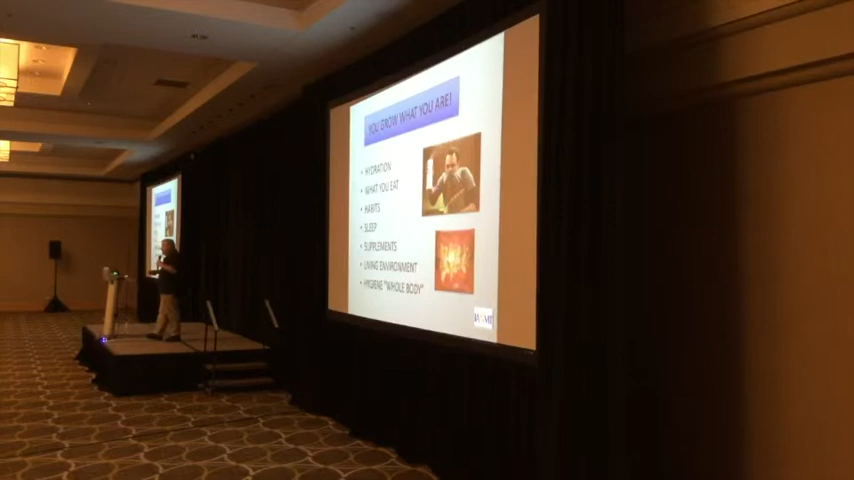 YOU GROW WHAT YOU ARE!
• HYDRATION
• WHAT YOU EAT
• HABITS
• SLEEP
• SUPPLEMENTS
• LIVING ENVIRONMENT
• HYGIENE "WHOLE BODY"